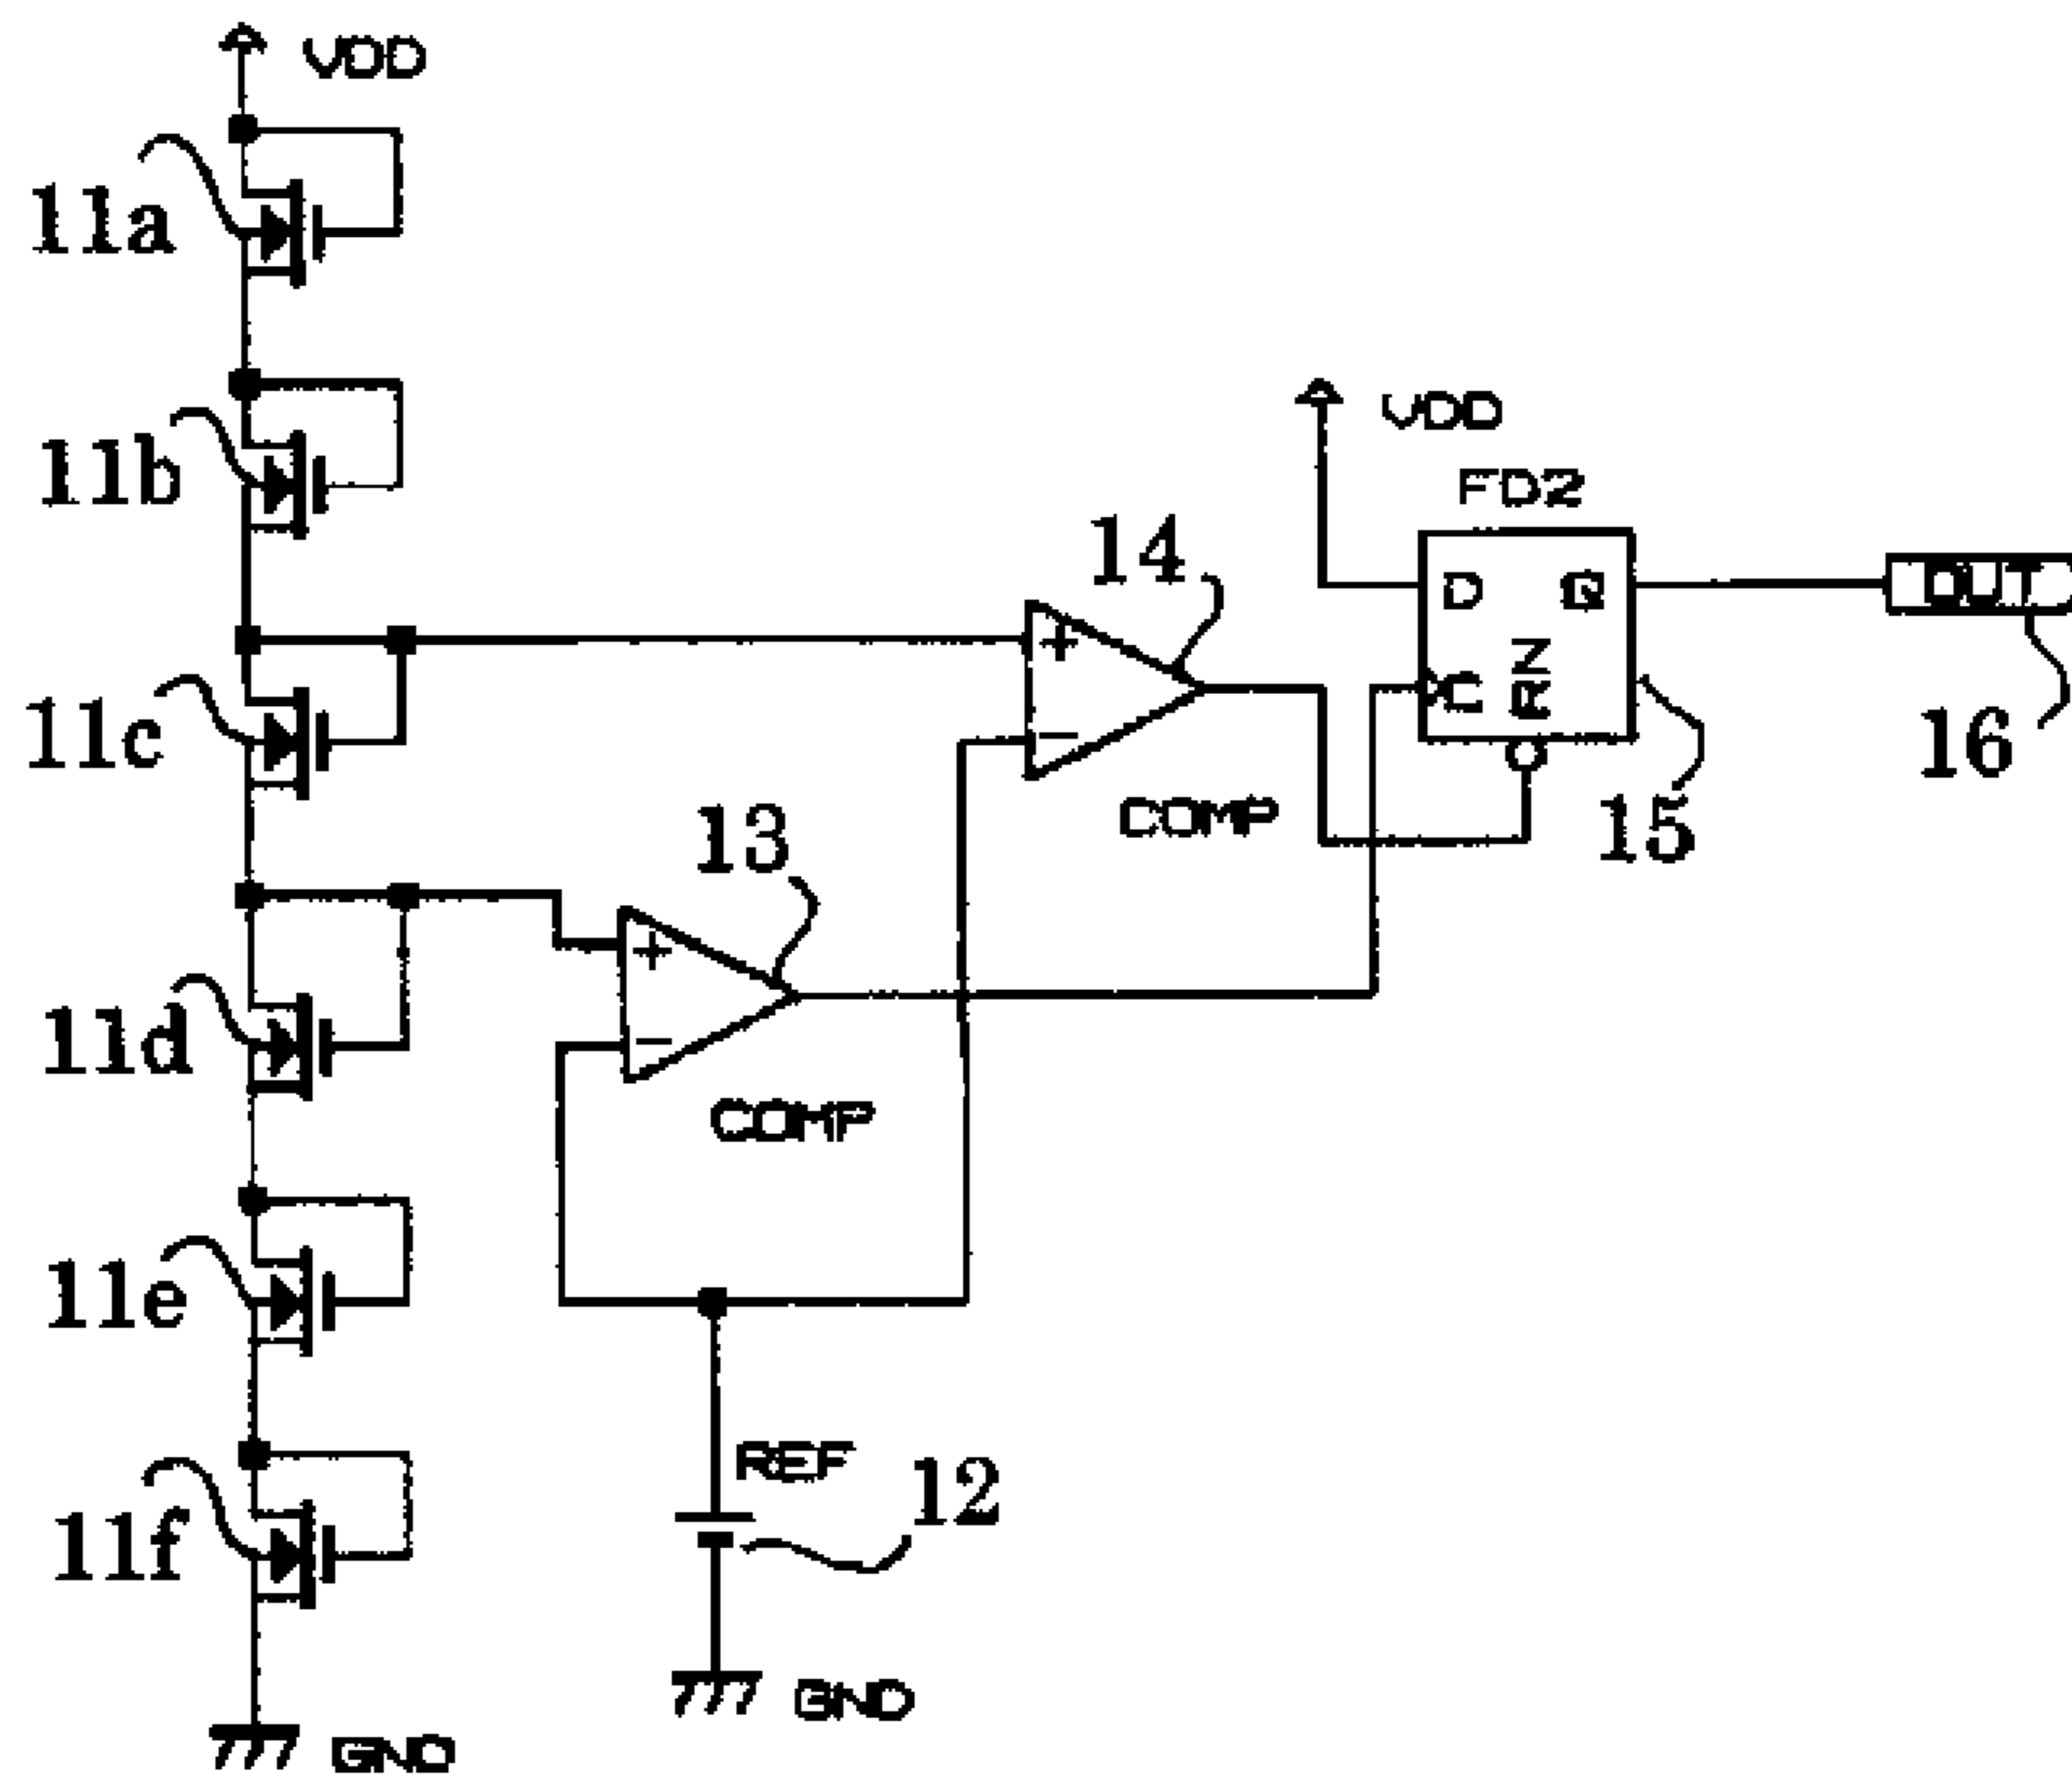 VDD
11a
11b
VDD
FD2
14
+
D Q
OUT
Z
C Q
11c
-
16
COMP
15
13
+
11d
-
COMP
11e
REF
12
11f
GND
GND